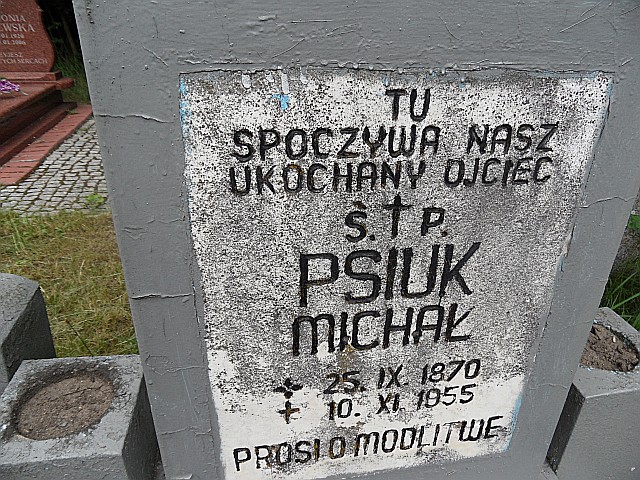 TU
SPOCZYWA NASZ
UKOCHANY OJCIEC
Ś. † P.
PSIUK
MICHAŁ
25. IX. 1870
10. XI. 1955
PROSI O MODLITWĘ